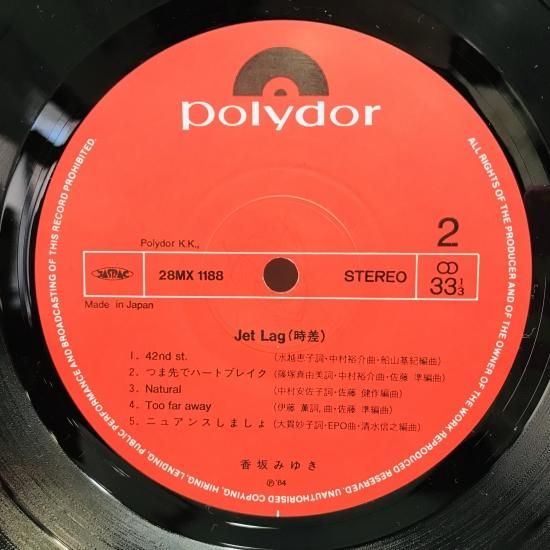 polydor
ALL RIGHTS OF THE PRODUCER AND OF THE OWNER OF THE WORK REPRODUCED RESERVED. UNAUTHORISED COPYING, HIRING, LENDING, PUBLIC PERFORMANCE AND BROADCASTING OF THIS RECORD PROHIBITED.
2
Polydor K.K.,
JASRAC
28MX 1188
STEREO
33 1/3
Made in Japan
Jet Lag(時差)
1. 42nd st. (水越恵子詞・中村裕介曲・船山基紀編曲)
2. つま先でハートブレイク (篠塚真由美詞・中村裕介曲・佐藤 準編曲)
3. Natural (中村安佐子詞・佐藤 健作編曲)
4. Too far away (伊藤 薫詞, 曲・佐藤 準編曲)
5. ニュアンスしましょ (大貫妙子詞・EPO曲・清水信之編曲)
香坂みゆき
Ⓟ'84